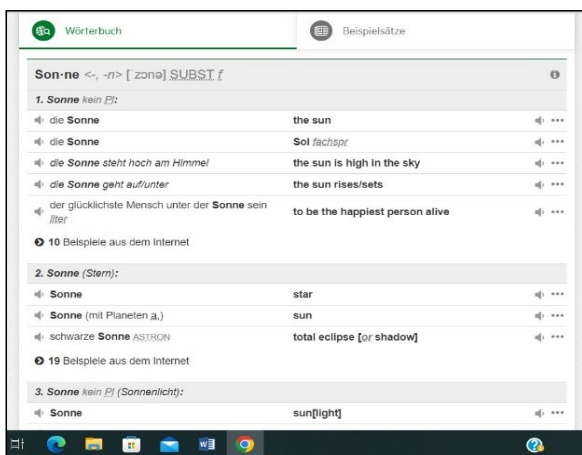 Wörterbuch
Beispielsätze
Son·ne <-, -n> [ˈzɔnə] SUBST f
1. Sonne kein Pl:
die Sonne the sun
die Sonne Sol fachspr
die Sonne steht hoch am Himmel the sun is high in the sky
die Sonne geht auf/unter the sun rises/sets
der glücklichste Mensch unter der Sonne sein liter to be the happiest person alive
10 Beispiele aus dem Internet
2. Sonne (Stern):
Sonne star
Sonne (mit Planeten a.) sun
schwarze Sonne ASTRON total eclipse [or shadow]
19 Beispiele aus dem Internet
3. Sonne kein Pl (Sonnenlicht):
Sonne sun[light]